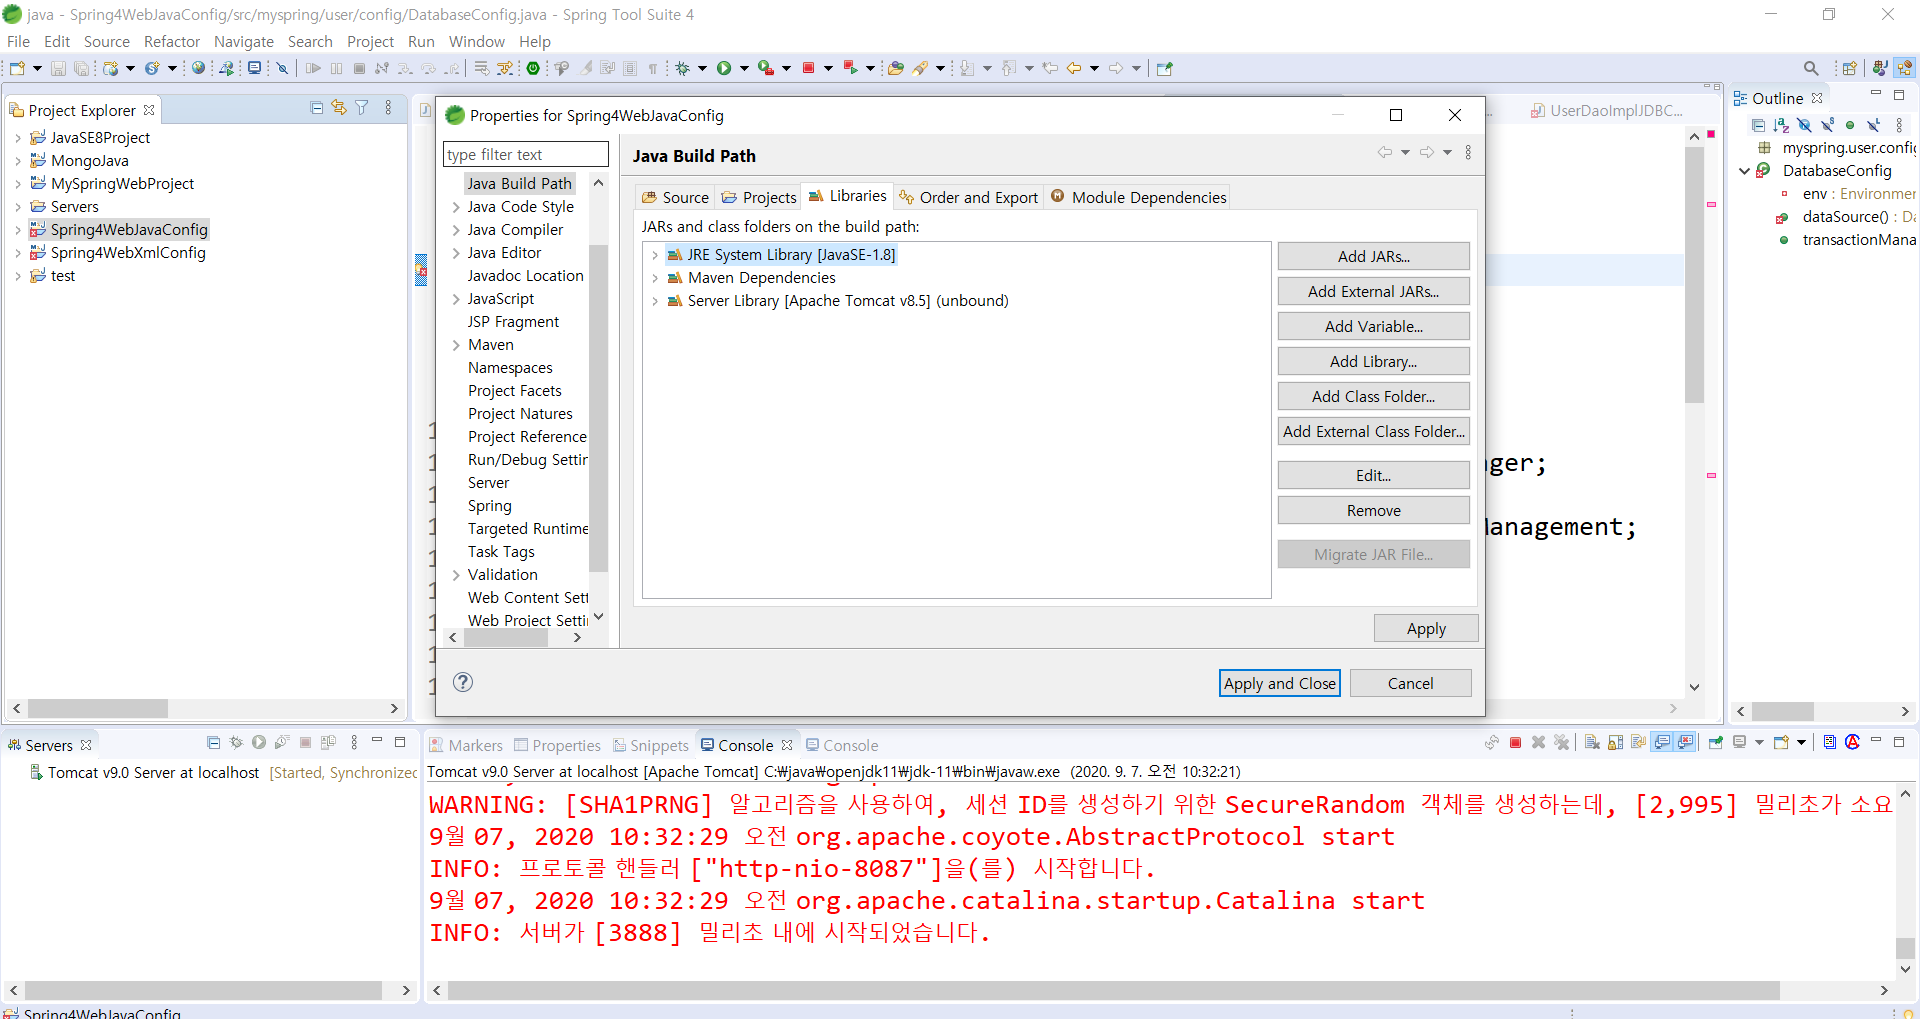 java - Spring4WebJavaConfig/src/myspring/user/config/DatabaseConfig.java - Spring Tool Suite 4
File Edit Source Refactor Navigate Search Project Run Window Help
Project Explorer
JavaSE8Project
MongoJava
MySpringWebProject
Servers
Spring4WebJavaConfig
Spring4WebXmlConfig
test
Properties for Spring4WebJavaConfig
type filter text
Java Build Path
Java Code Style
Java Compiler
Java Editor
Javadoc Location
JavaScript
JSP Fragment
Maven
Namespaces
Project Facets
Project Natures
Project Reference
Run/Debug Settin
Server
Spring
Targeted Runtime
Task Tags
Validation
Web Content Sett
Web Project Setti
Java Build Path
Source Projects Libraries Order and Export Module Dependencies
JARs and class folders on the build path:
JRE System Library [JavaSE-1.8]
Maven Dependencies
Server Library [Apache Tomcat v8.5] (unbound)
Add JARs...
Add External JARs...
Add Variable...
Add Library...
Add Class Folder...
Add External Class Folder...
Edit...
Remove
Migrate JAR File...
Apply
Apply and Close Cancel
UserDaoImplJDBC...
ger;
anagement;
Outline
myspring.user.config
DatabaseConfig
env : Environmer
dataSource() : Da
transactionMana
Servers
Tomcat v9.0 Server at localhost [Started, Synchronized
Markers Properties Snippets Console Console
Tomcat v9.0 Server at localhost [Apache Tomcat] C:₩java₩openjdk11₩jdk-11₩bin₩javaw.exe (2020. 9. 7. 오전 10:32:21)
WARNING: [SHA1PRNG] 알고리즘을 사용하여, 세션 ID를 생성하기 위한 SecureRandom 객체를 생성하는데, [2,995] 밀리초가 소요
9월 07, 2020 10:32:29 오전 org.apache.coyote.AbstractProtocol start
INFO: 프로토콜 핸들러 ["http-nio-8087"]을(를) 시작합니다.
9월 07, 2020 10:32:29 오전 org.apache.catalina.startup.Catalina start
INFO: 서버가 [3888] 밀리초 내에 시작되었습니다.
Spring4WebJavaConfig